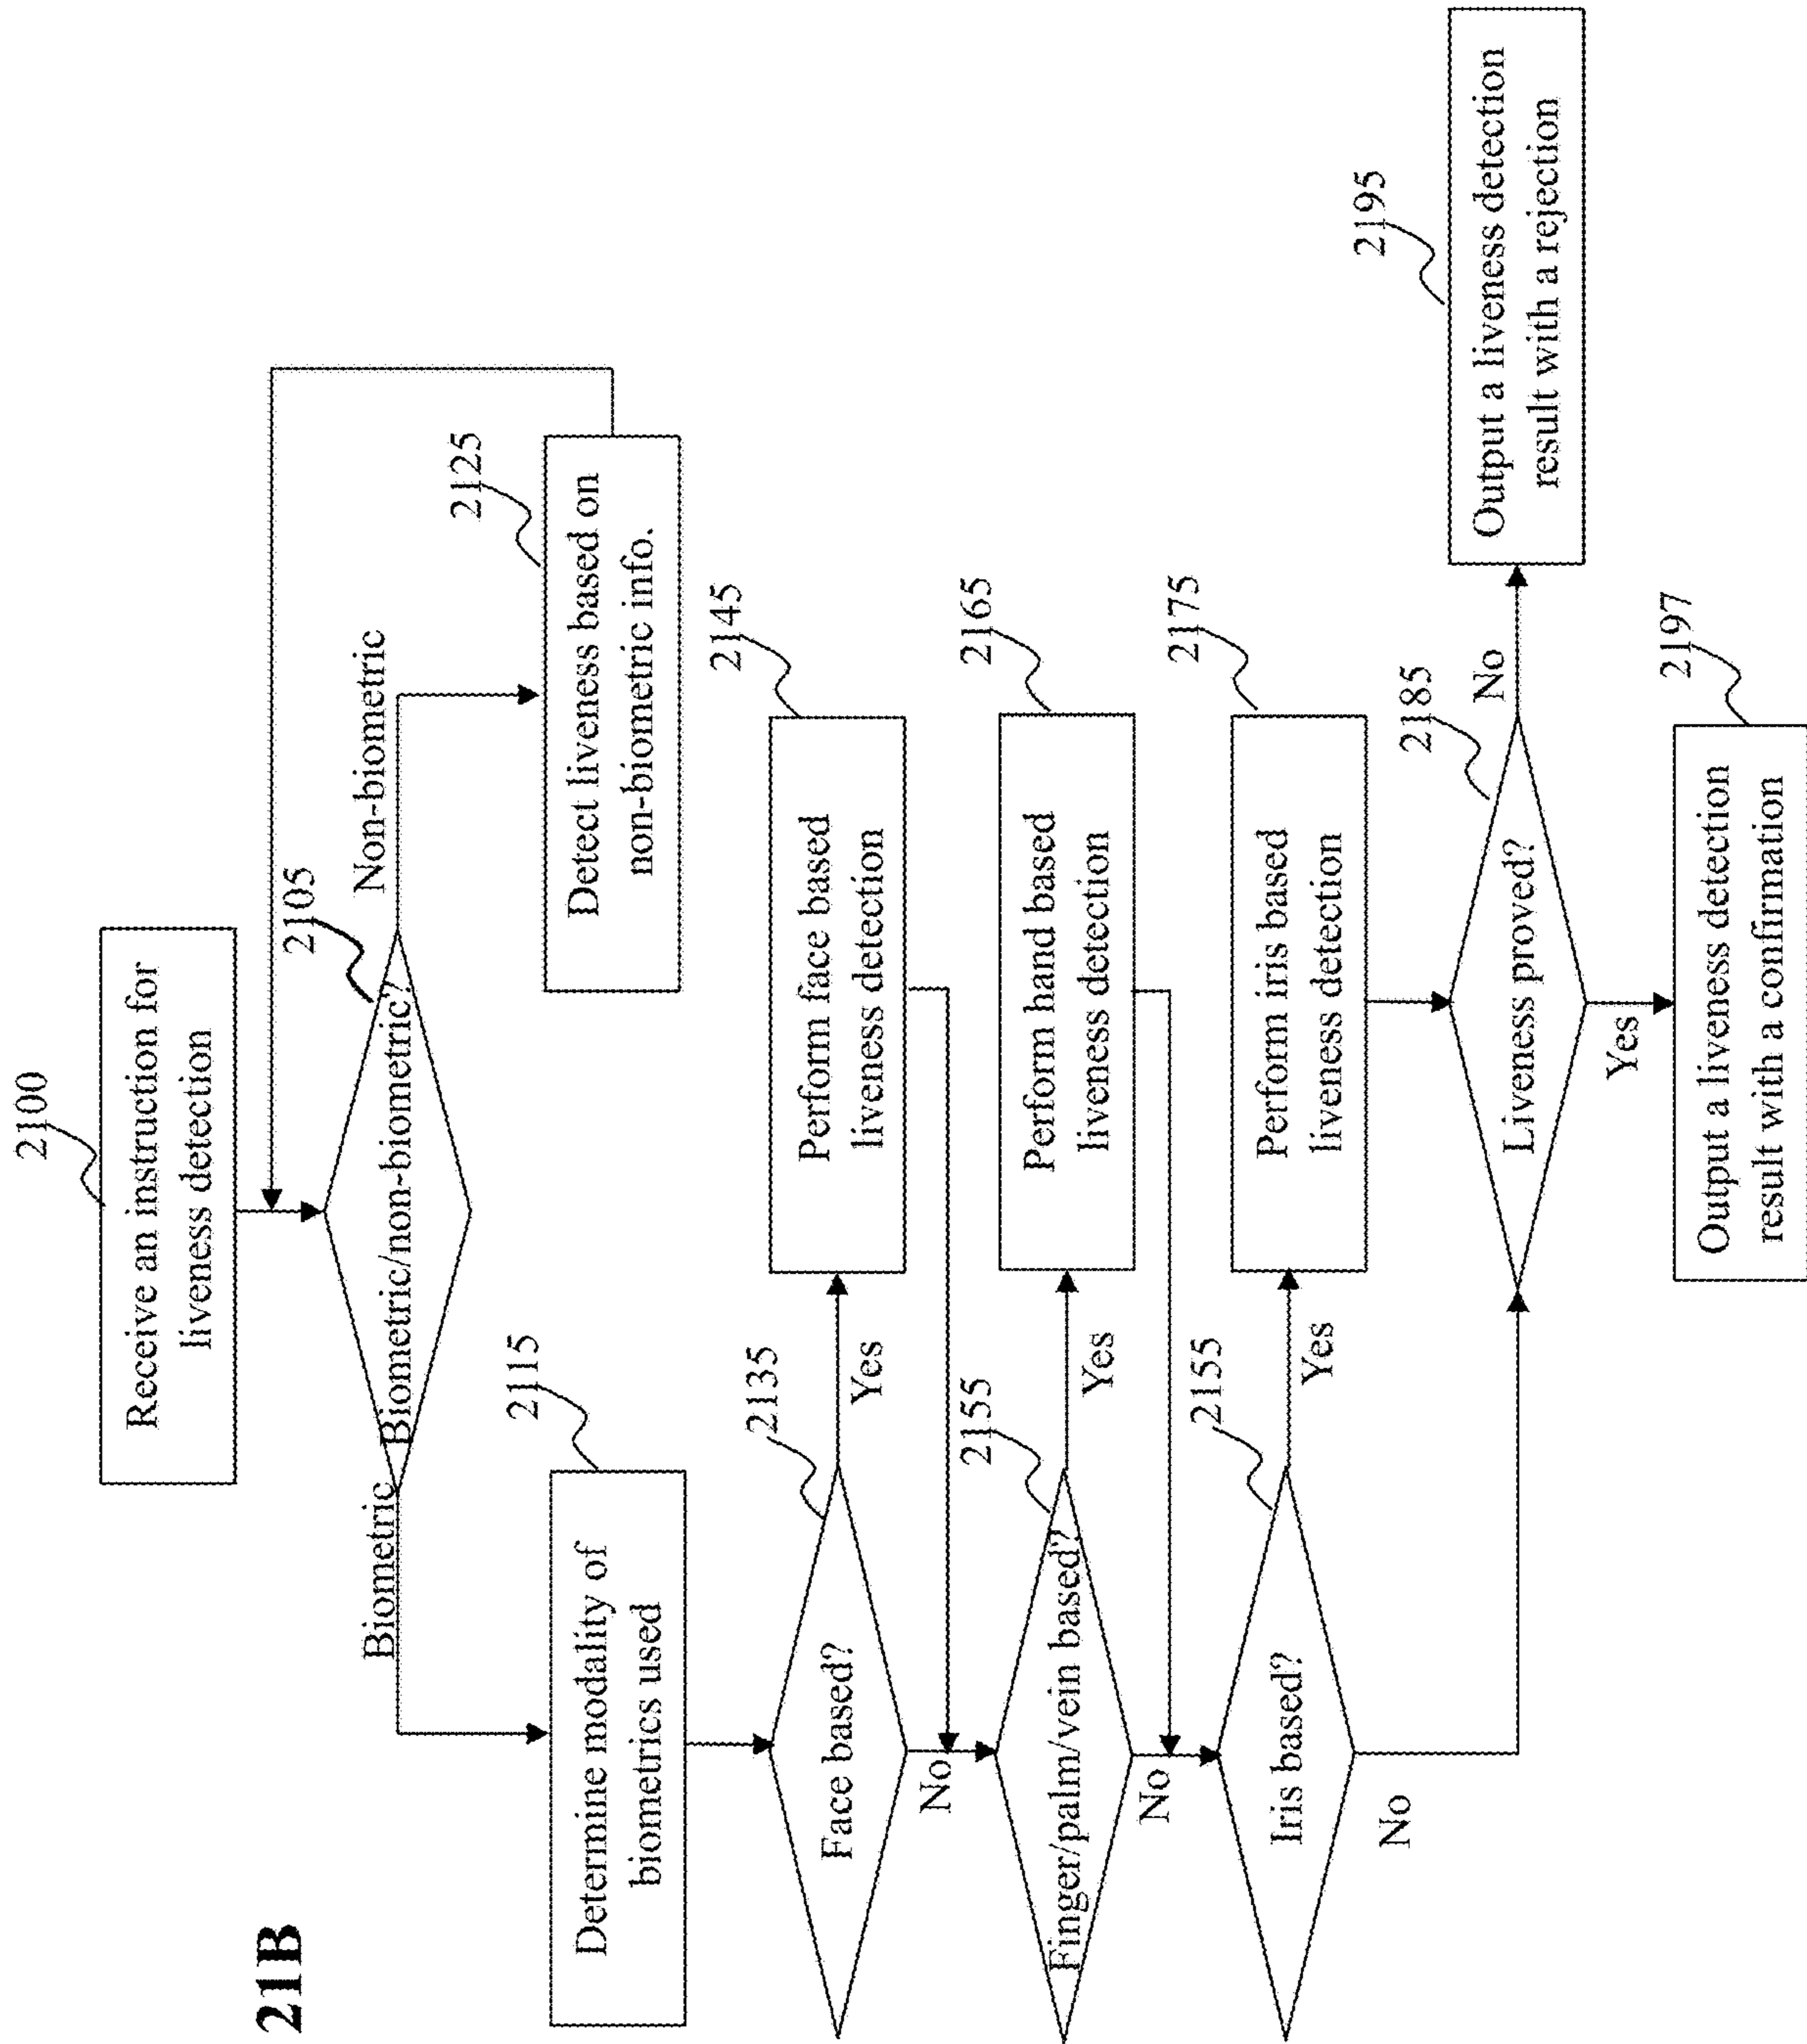 21B
2100
Receive an instruction for
liveness detection
2105
Biometric/non-biometric?
Biometric
Non-biometric
2115
Determine modality of
biometrics used
2125
Detect liveness based on
non-biometric info.
2135
Face based?
Yes
No
2145
Perform face based
liveness detection
2155
Finger/palm/vein based?
Yes
No
2165
Perform hand based
liveness detection
2155
Iris based?
Yes
No
2175
Perform iris based
liveness detection
2185
Liveness proved?
No
Yes
2195
Output a liveness detection
result with a rejection
2197
Output a liveness detection
result with a confirmation